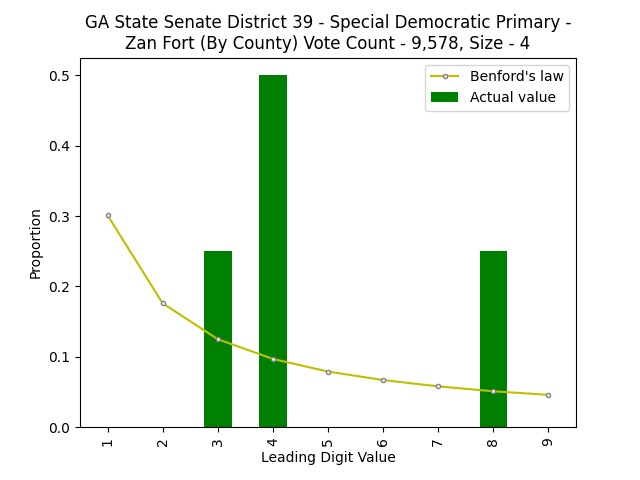 GA State Senate District 39 - Special Democratic Primary -
Zan Fort (By County) Vote Count - 9,578, Size - 4
Benford's law
Actual value
0.5
0.4
0.3
0.2
0.1
0.0
Proportion
1 2 3 4 5 6 7 8 9
Leading Digit Value